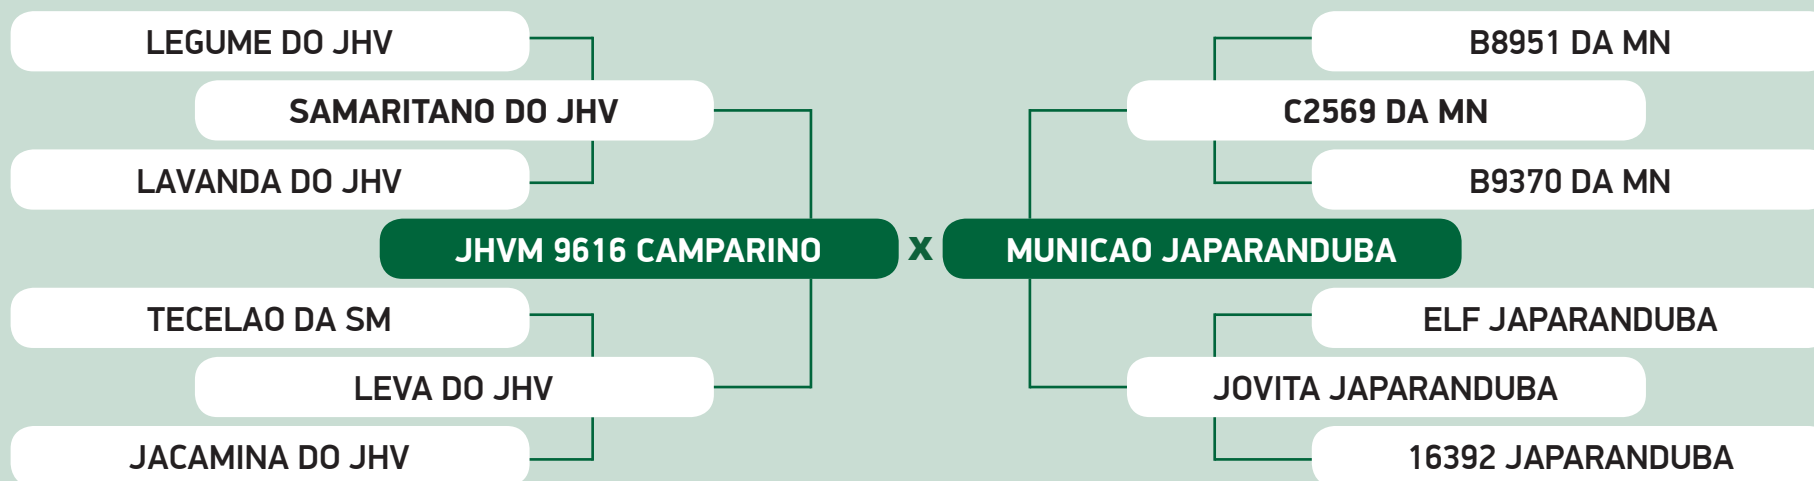 LEGUME DO JHV
B8951 DA MN
SAMARITANO DO JHV
C2569 DA MN
LAVANDA DO JHV
B9370 DA MN
JHVM 9616 CAMPARINO X MUNICAO JAPARANDUBA
TECELAO DA SM
ELF JAPARANDUBA
LEVA DO JHV
JOVITA JAPARANDUBA
JACAMINA DO JHV
16392 JAPARANDUBA